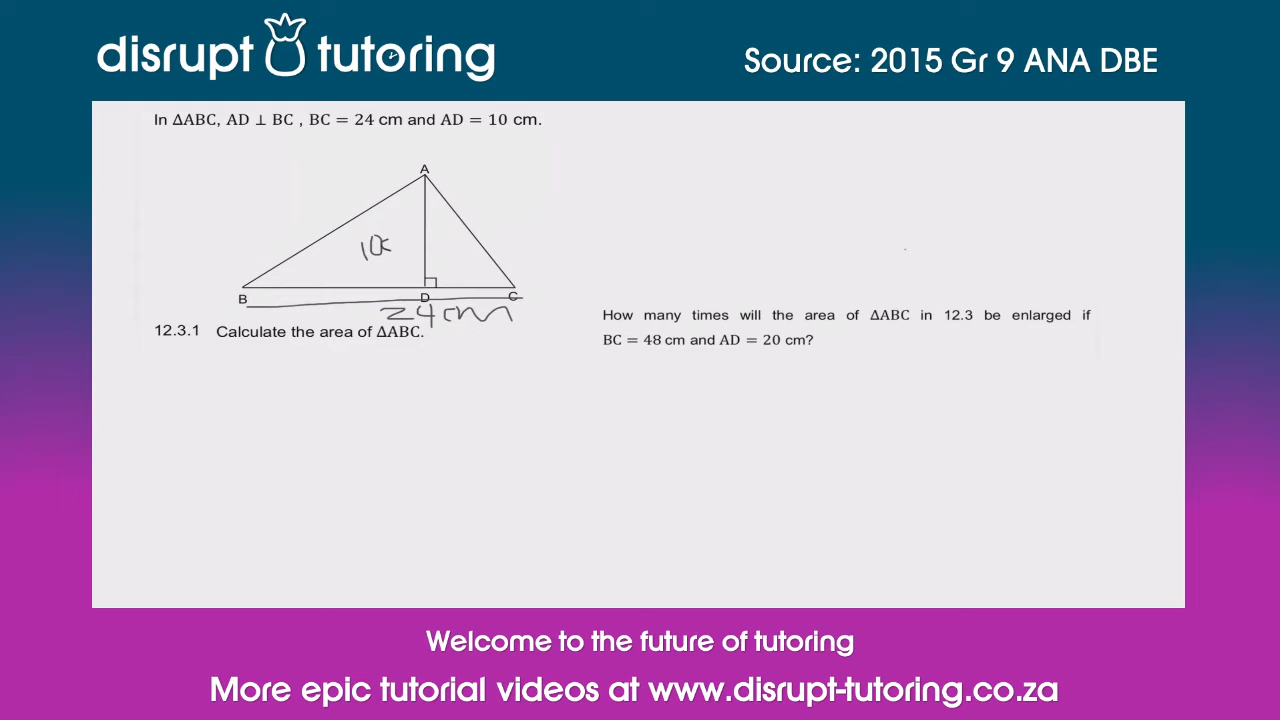 disrupt tutoring
Source: 2015 Gr 9 ANA DBE
In ΔABC, AD ⊥ BC , BC = 24 cm and AD = 10 cm.
A
10
B
D
C
24cm
12.3.1 Calculate the area of ΔABC.
How many times will the area of ΔABC in 12.3 be enlarged if
BC = 48 cm and AD = 20 cm?
Welcome to the future of tutoring
More epic tutorial videos at www.disrupt-tutoring.co.za